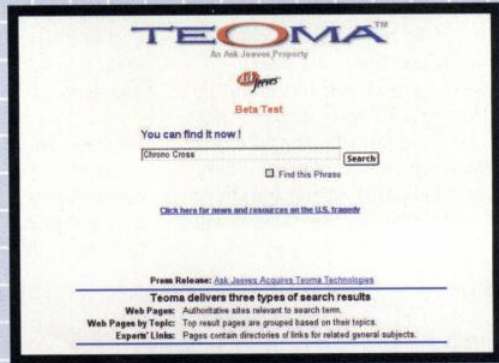 TEOMA™
An Ask Jeeves Property
Ask Jeeves
Beta Test
You can find it now !
Chrono Cross
Search
Find this Phrase
Click here for news and resources on the U.S. tragedy
Press Release: Ask Jeeves Acquires Teoma Technologies
Teoma delivers three types of search results
Web Pages: Authoritative sites relevant to search term.
Web Pages by Topic: Top result pages are grouped based on their topics.
Experts' Links: Pages contain directories of links for related general subjects.